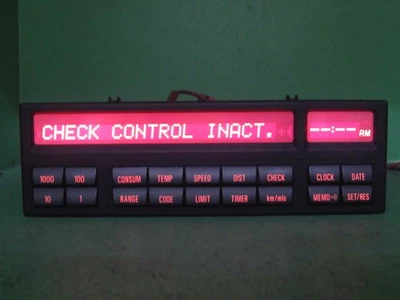 CHECK CONTROL INACT.
--:-- AM
1000 100 CONSUM TEMP SPEED DIST CHECK CLOCK DATE
10 1 RANGE CODE LIMIT TIMER km/mls MEMO SET/RES